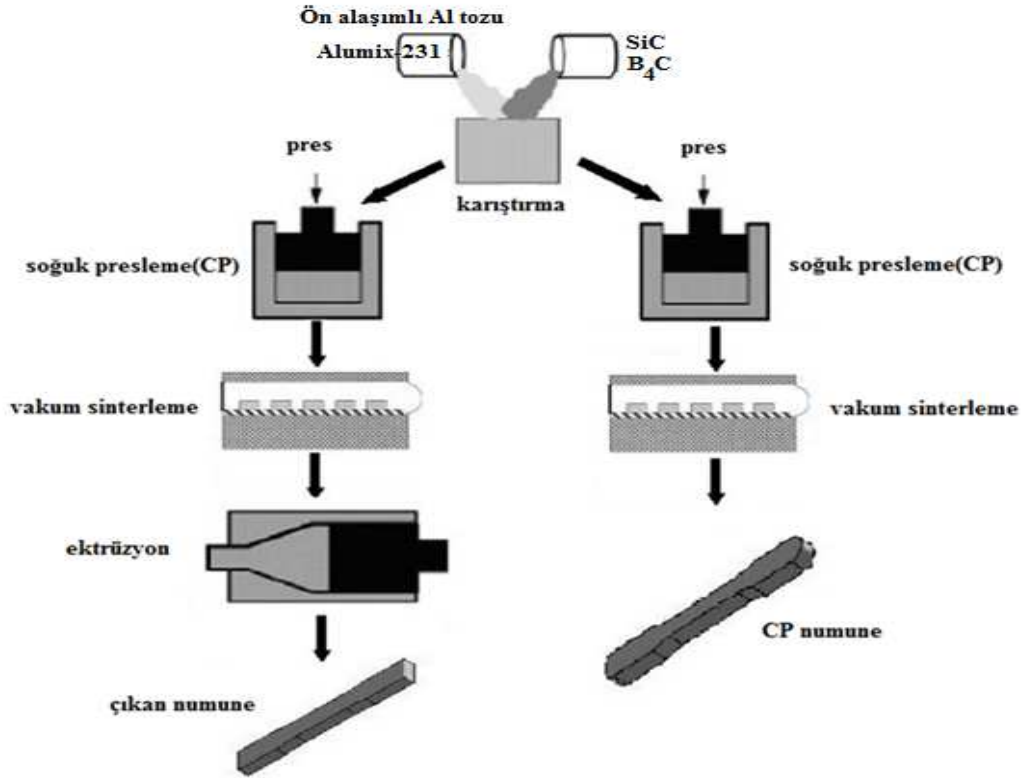 Ön alaşımlı Al tozu
Alumix-231
SiC
B₄C
pres
pres
karıştırma
soğuk presleme(CP)
soğuk presleme(CP)
vakum sinterleme
vakum sinterleme
ektrüzyon
CP numune
çıkan numune